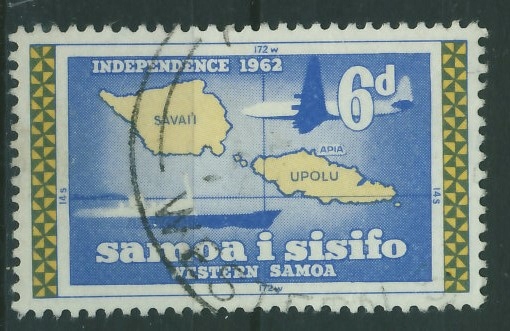 172 w
INDEPENDENCE 1962
6d
SAVAI'I
APIA
UPOLU
14 S
14 S
samoa i sisifo
WESTERN SAMOA
172 w